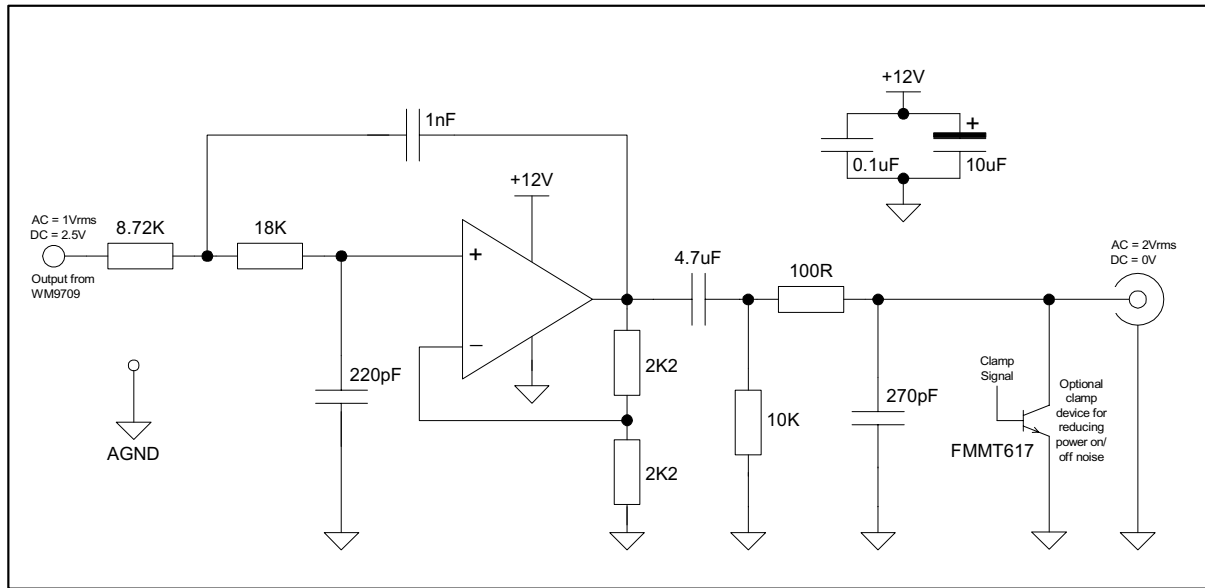 +12V
1nF
+
0.1uF
10uF
+12V
AC = 1Vrms
DC = 2.5V
8.72K
18K
AC = 2Vrms
DC = 0V
4.7uF
100R
+
Output from
WM9709
−
2K2
Clamp
Signal
220pF
270pF
Optional
clamp
device for
reducing
power on/
off noise
10K
AGND
FMMT617
2K2